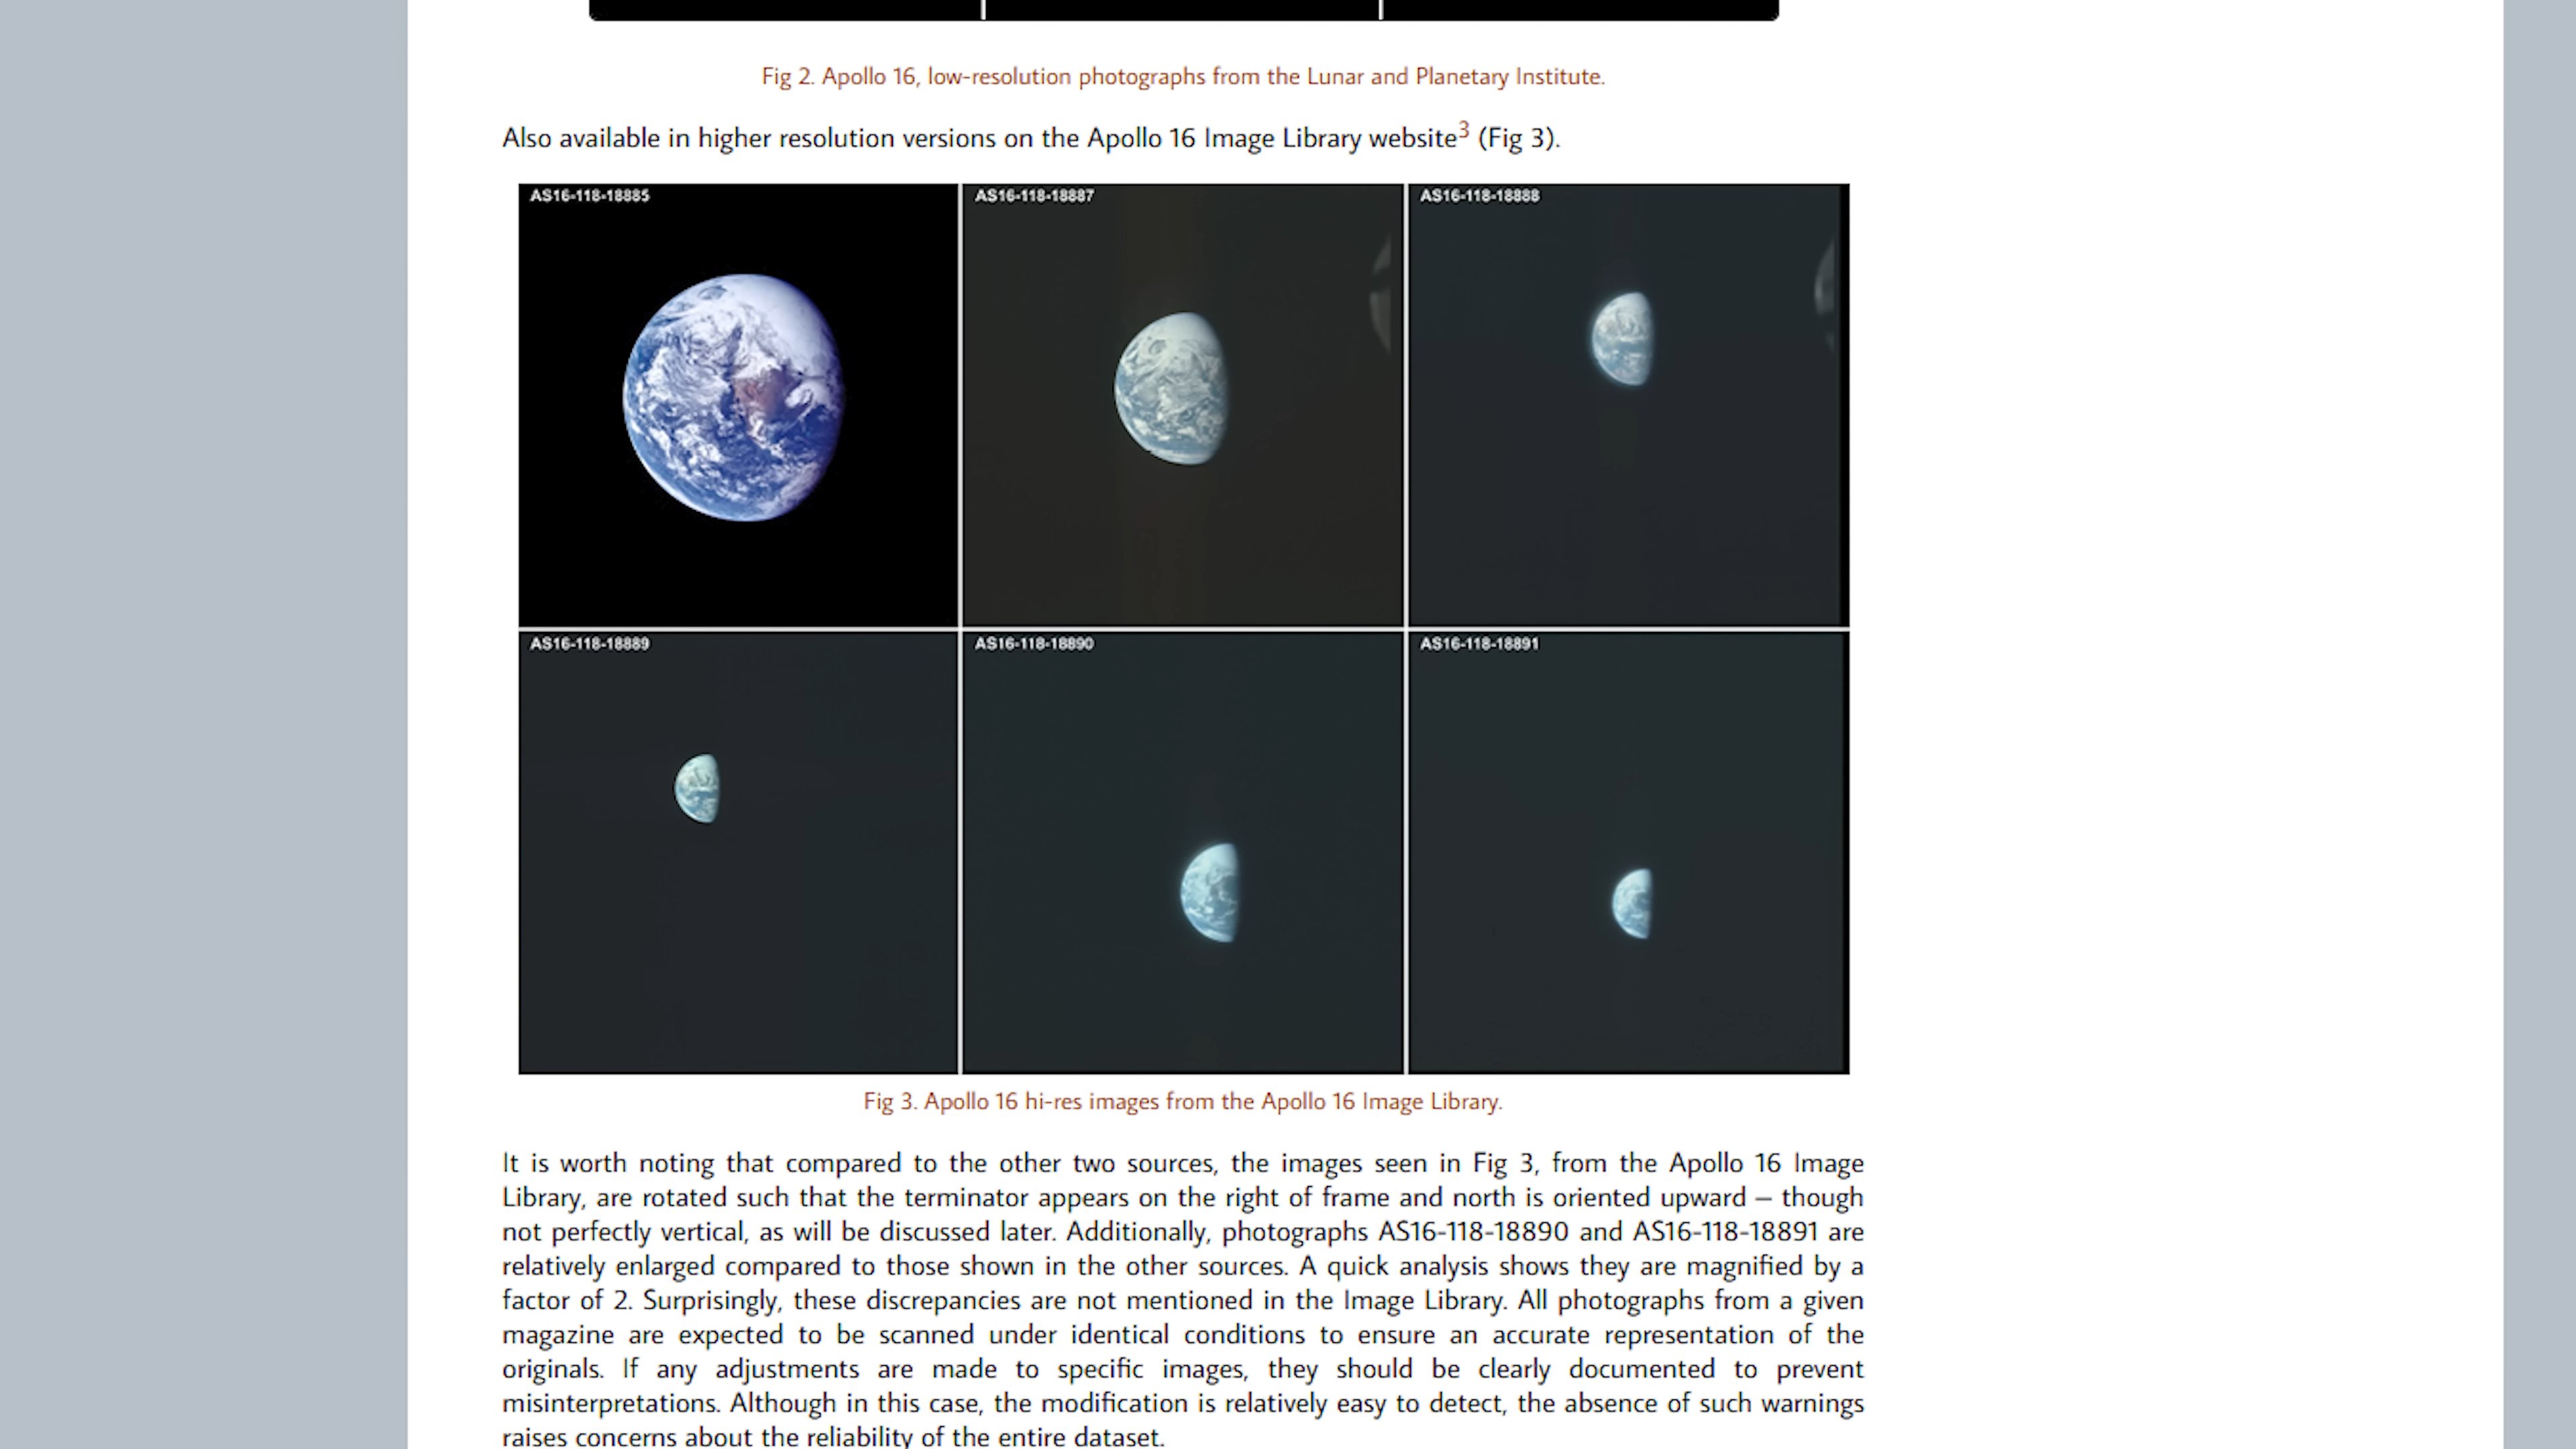 Fig 2. Apollo 16, low-resolution photographs from the Lunar and Planetary Institute.
Also available in higher resolution versions on the Apollo 16 Image Library website3 (Fig 3).
AS16-118-18885
AS16-118-18887
AS16-118-18888
AS16-118-18889
AS16-118-18890
AS16-118-18891
Fig 3. Apollo 16 hi-res images from the Apollo 16 Image Library.
It is worth noting that compared to the other two sources, the images seen in Fig 3, from the Apollo 16 Image
Library, are rotated such that the terminator appears on the right of frame and north is oriented upward – though
not perfectly vertical, as will be discussed later. Additionally, photographs AS16-118-18890 and AS16-118-18891 are
relatively enlarged compared to those shown in the other sources. A quick analysis shows they are magnified by a
factor of 2. Surprisingly, these discrepancies are not mentioned in the Image Library. All photographs from a given
magazine are expected to be scanned under identical conditions to ensure an accurate representation of the
originals. If any adjustments are made to specific images, they should be clearly documented to prevent
misinterpretations. Although in this case, the modification is relatively easy to detect, the absence of such warnings
raises concerns about the reliability of the entire dataset.